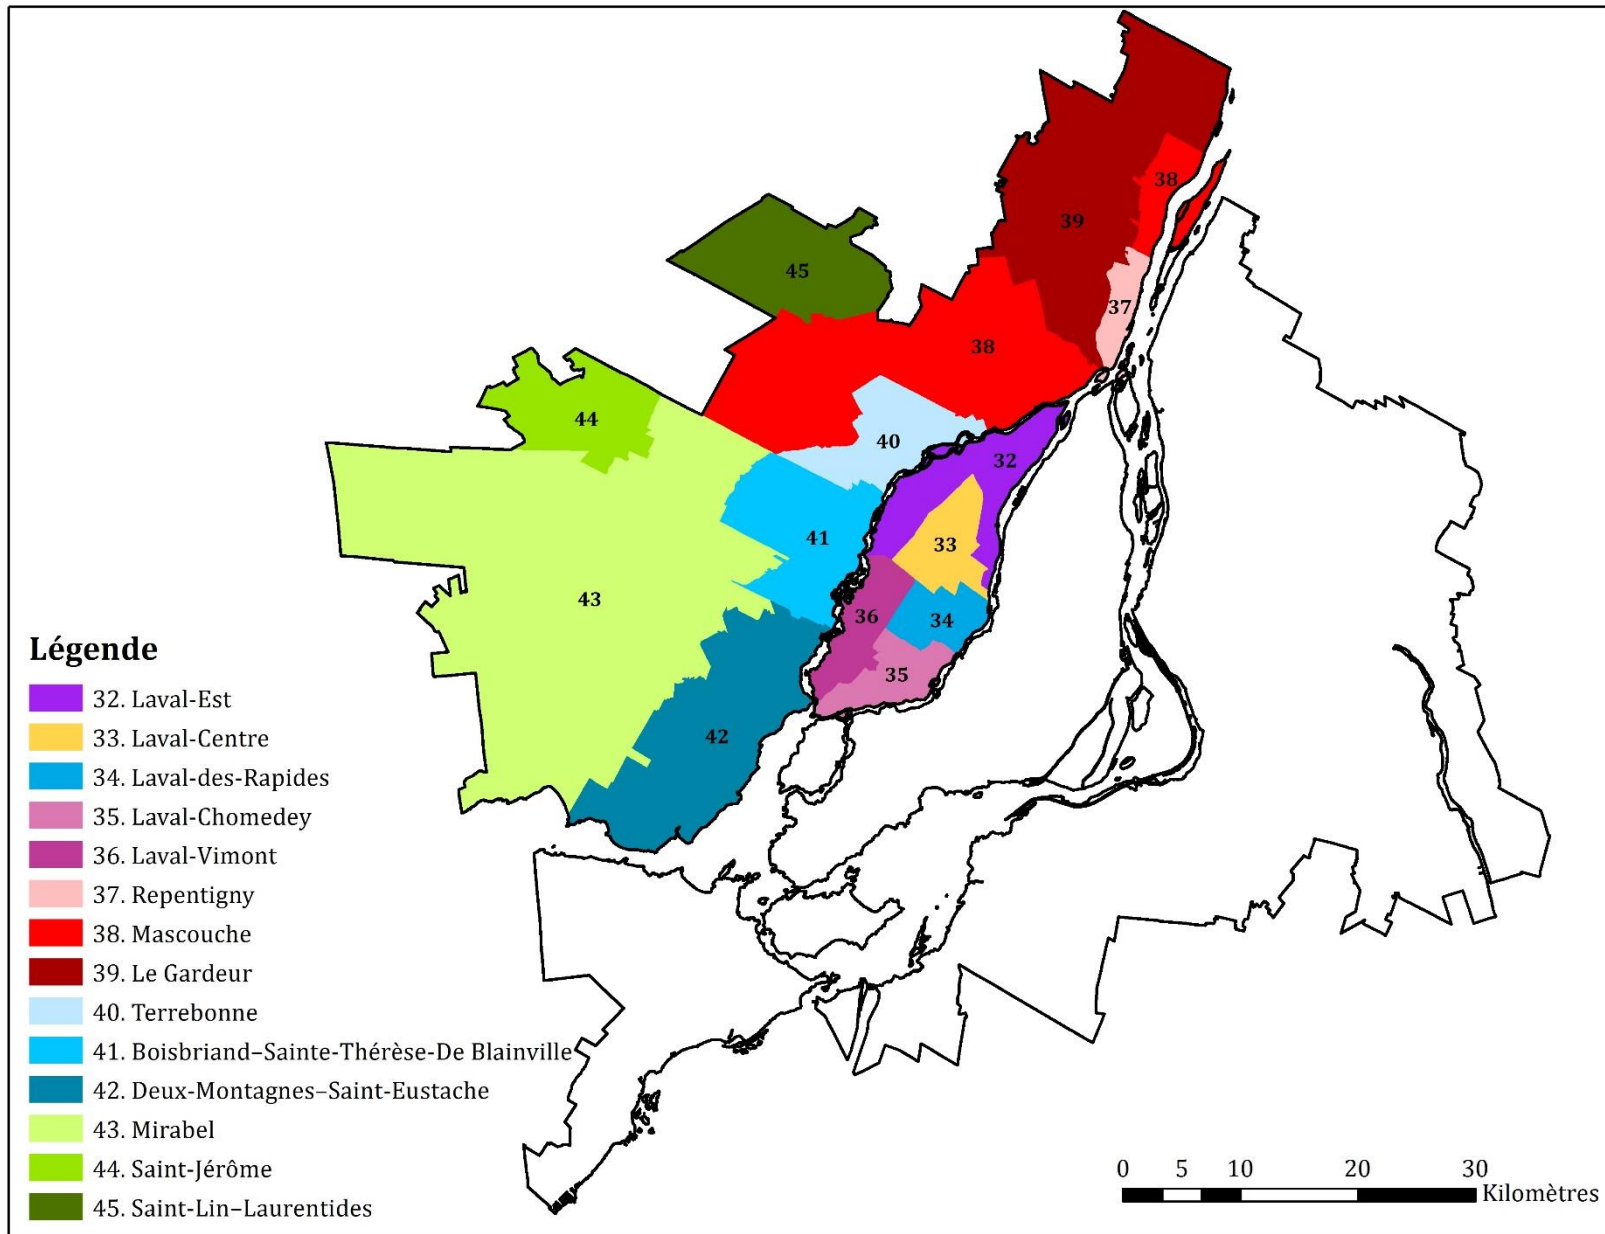 38
39
45
37
38
44
40
32
33
41
43
36
34
35
42
Légende
32. Laval-Est
33. Laval-Centre
34. Laval-des-Rapides
35. Laval-Chomedey
36. Laval-Vimont
37. Repentigny
38. Mascouche
39. Le Gardeur
40. Terrebonne
41. Boisbriand–Sainte-Thérèse-De Blainville
42. Deux-Montagnes–Saint-Eustache
43. Mirabel
44. Saint-Jérôme
45. Saint-Lin–Laurentides
0 5 10 20 30
Kilomètres